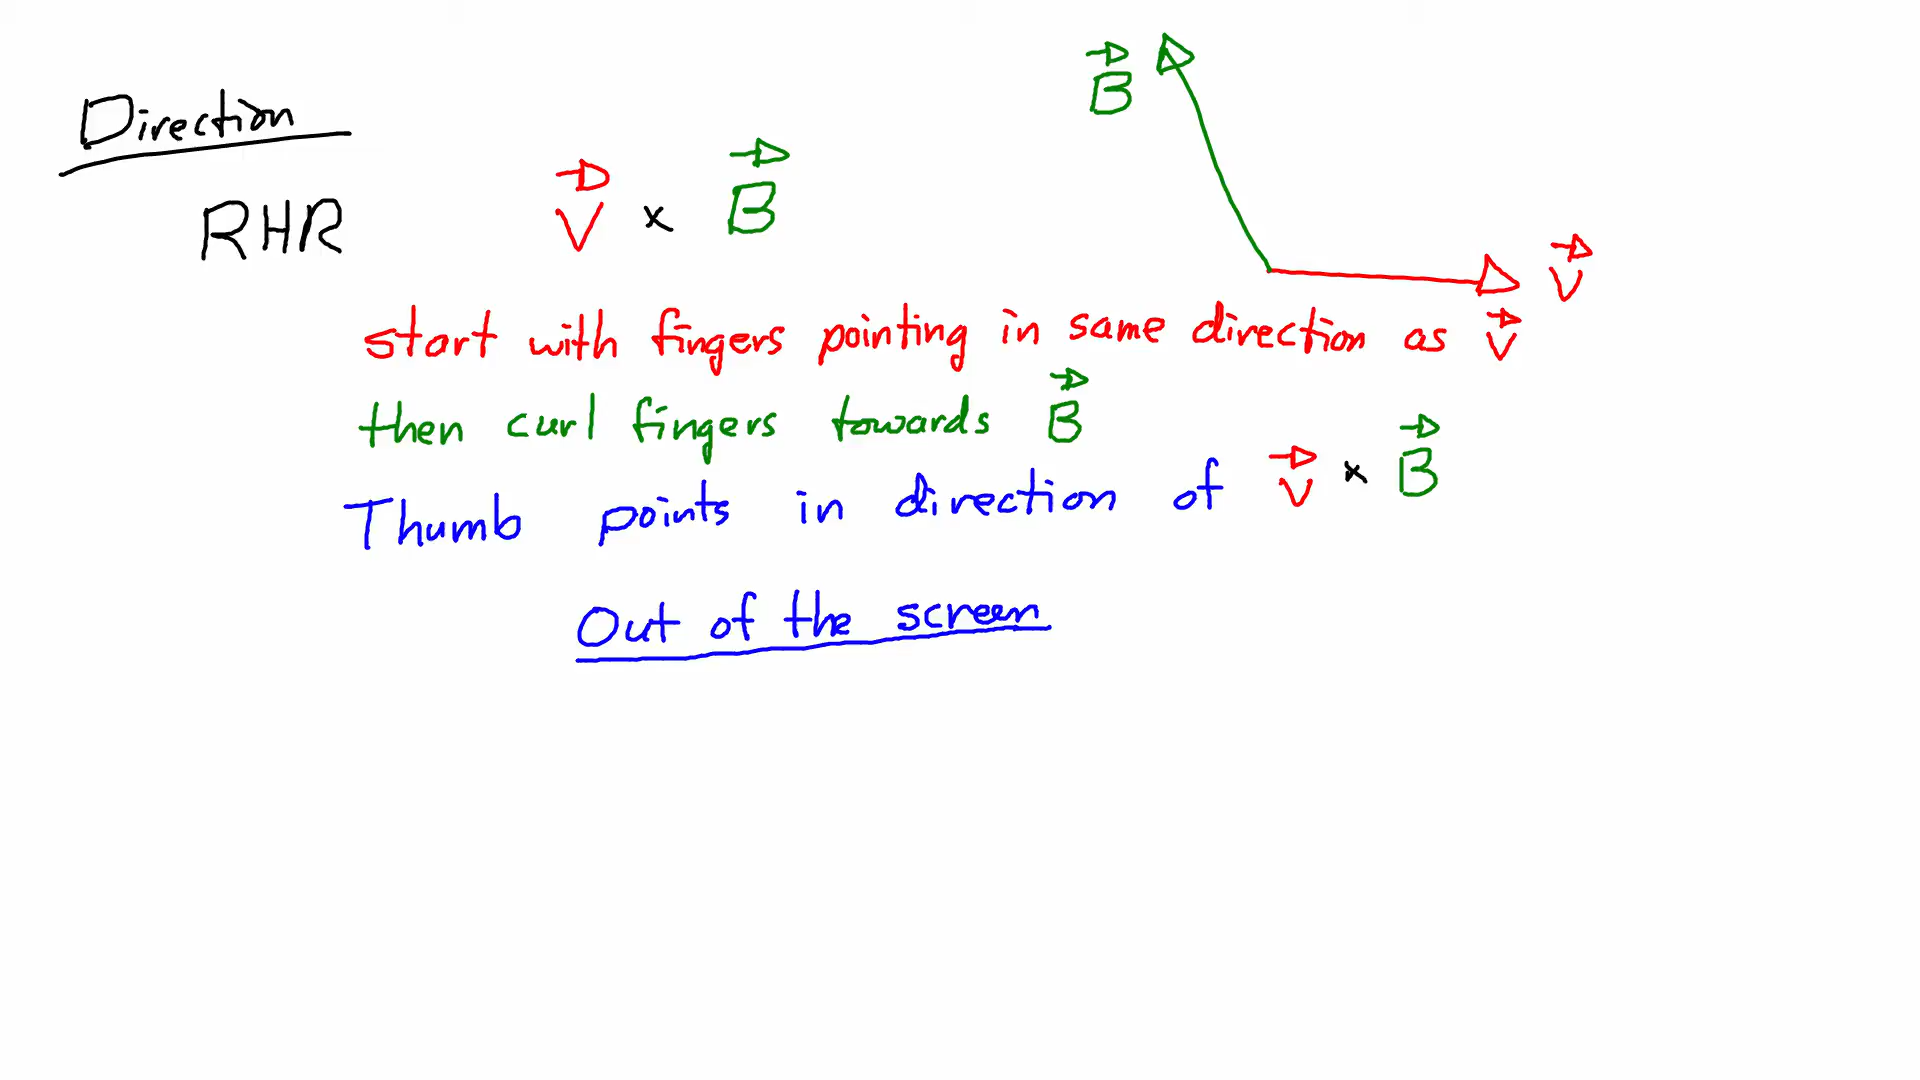 Direction
RHR
V⃗ × B⃗
B⃗
V⃗
start with fingers pointing in same direction as V⃗
then curl fingers towards B⃗
Thumb points in direction of V⃗ × B⃗
Out of the screen